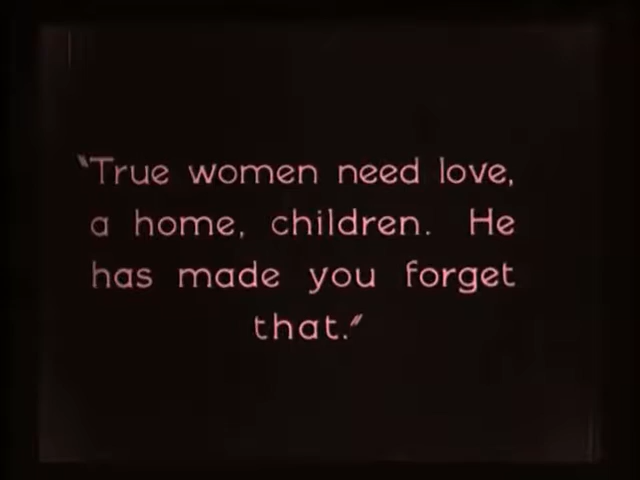 "True women need love,
a home, children. He
has made you forget
that."